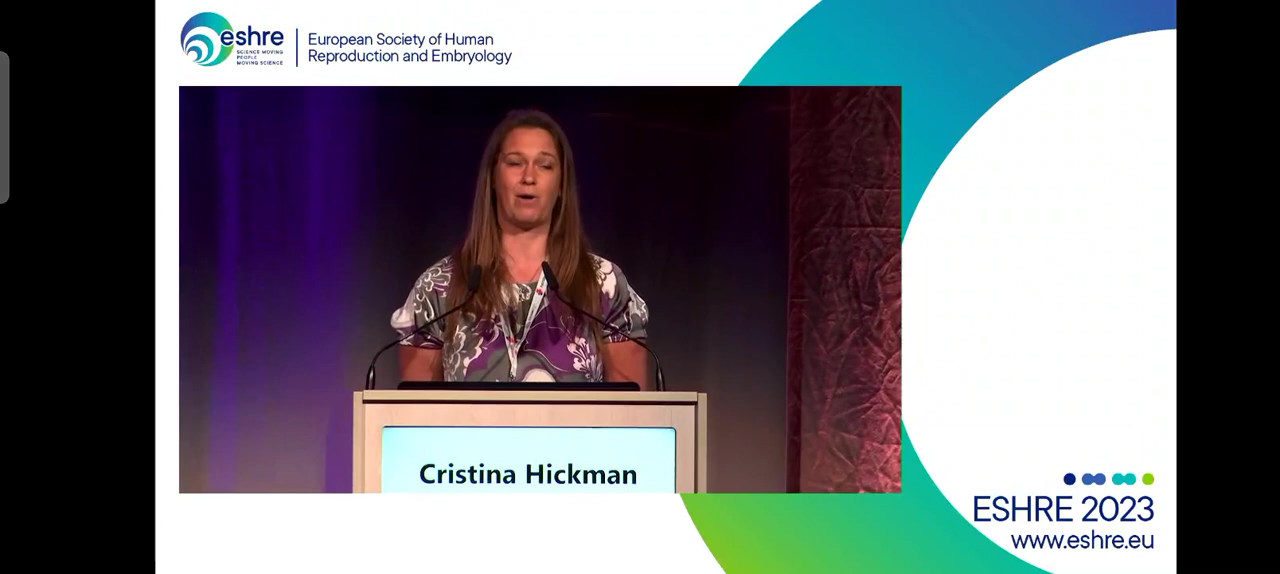 eshre
SCIENCE MOVING
PEOPLE
MOVING SCIENCE
European Society of Human
Reproduction and Embryology
Cristina Hickman
ESHRE 2023
www.eshre.eu